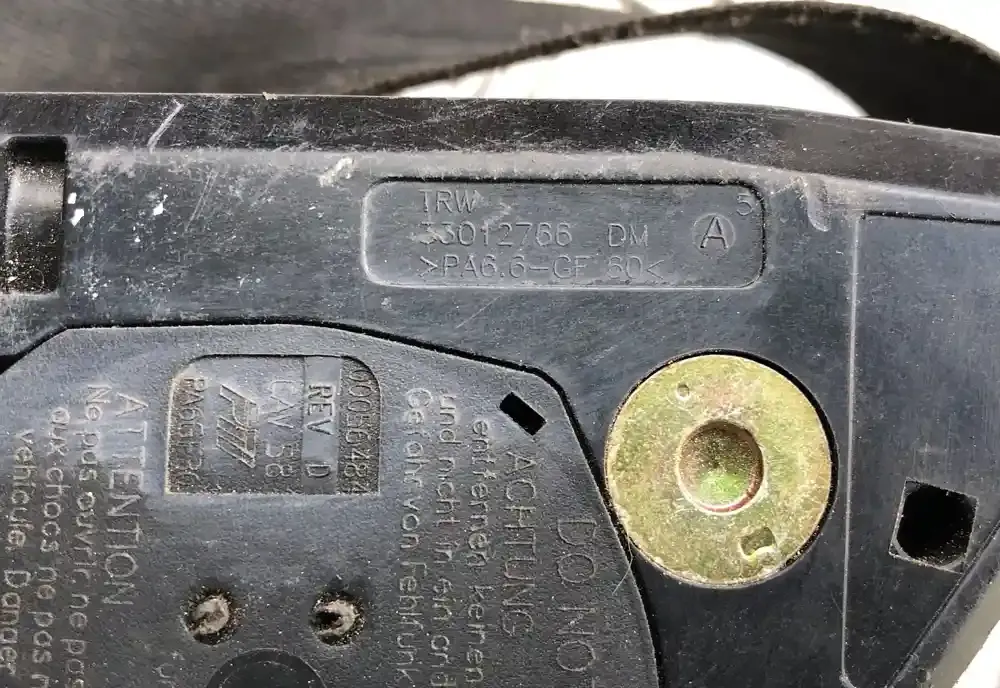 TRW
33012766 DM
>PA6.6-GF 60<
A
5
REV D
CAV 58
ATTENTION
Ne pas ouvrir, ne pas
aux chocs, ne pas m
vehicule. Danger
ACHTUNG
entfernen keinen
und nicht in ein and
Gefahr von Fehlfunk
DO NO